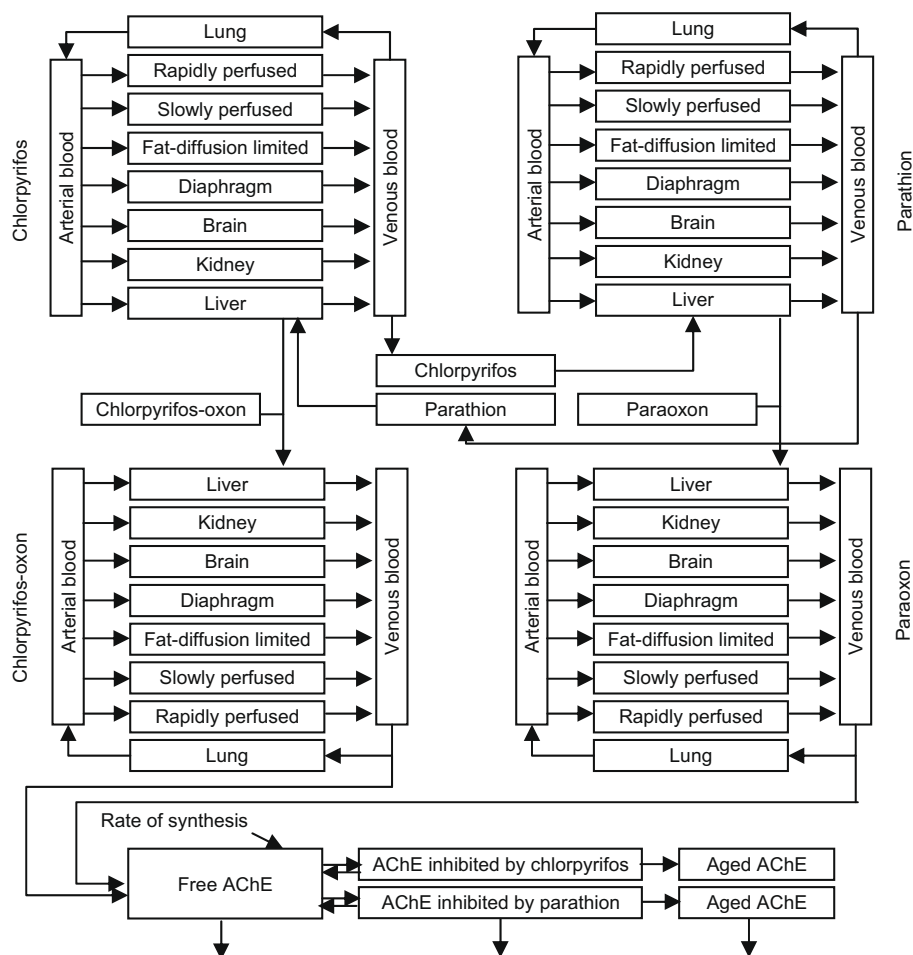 Lung
Rapidly perfused
Slowly perfused
Fat-diffusion limited
Diaphragm
Brain
Kidney
Liver
Arterial blood
Venous blood
Chlorpyrifos
Lung
Rapidly perfused
Slowly perfused
Fat-diffusion limited
Diaphragm
Brain
Kidney
Liver
Arterial blood
Venous blood
Parathion
Chlorpyrifos
Chlorpyrifos-oxon
Parathion
Paraoxon
Liver
Kidney
Brain
Diaphragm
Fat-diffusion limited
Slowly perfused
Rapidly perfused
Lung
Arterial blood
Venous blood
Chlorpyrifos-oxon
Liver
Kidney
Brain
Diaphragm
Fat-diffusion limited
Slowly perfused
Rapidly perfused
Lung
Arterial blood
Venous blood
Paraoxon
Rate of synthesis
Free AChE
AChE inhibited by chlorpyrifos
Aged AChE
AChE inhibited by parathion
Aged AChE